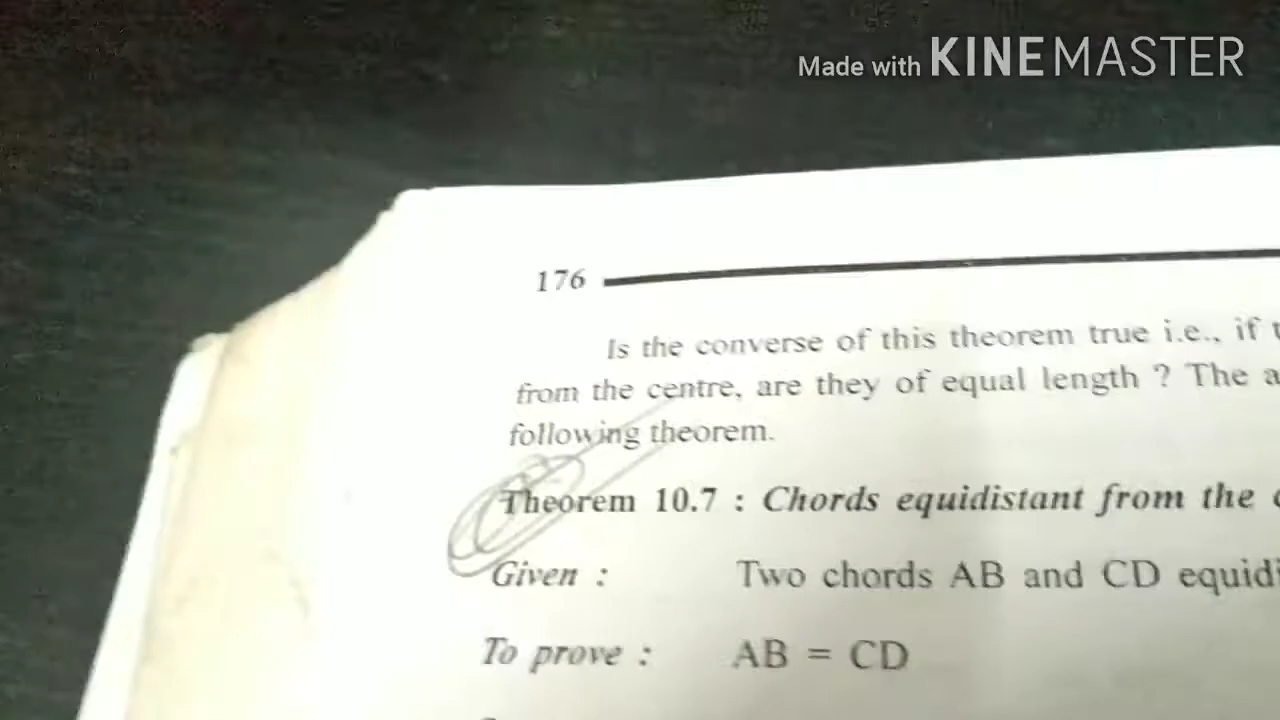 Made with KINEMASTER
176
Is the converse of this theorem true i.e., if
from the centre, are they of equal length ? The
following theorem.
Theorem 10.7 : Chords equidistant from the
Given : Two chords AB and CD equidi
To prove : AB = CD